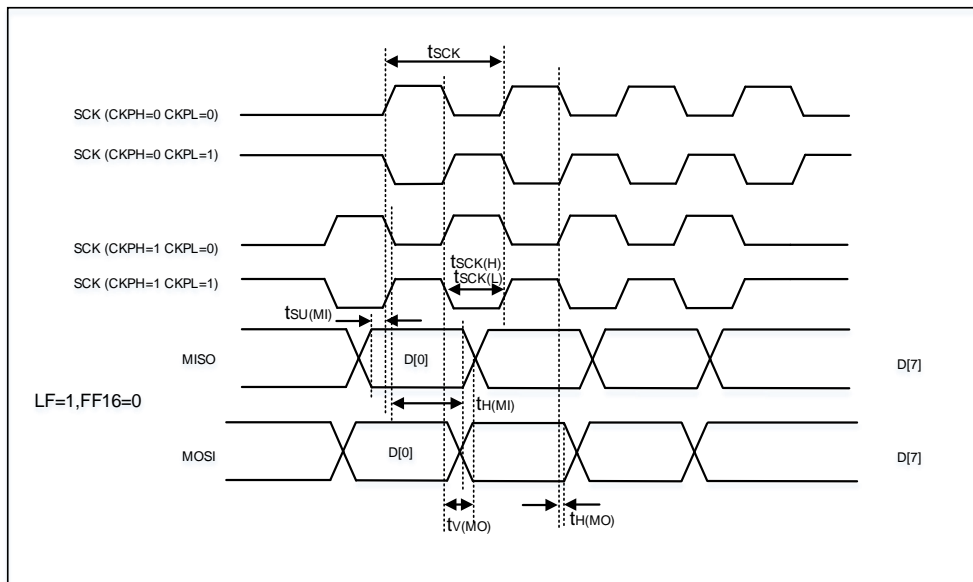 tSCK
SCK (CKPH=0 CKPL=0)
SCK (CKPH=0 CKPL=1)
SCK (CKPH=1 CKPL=0)
tSCK(H)
SCK (CKPH=1 CKPL=1)
tSCK(L)
tSU(MI)
MISO
D[0]
D[7]
LF=1,FF16=0
tH(MI)
MOSI
D[0]
D[7]
tV(MO)
tH(MO)